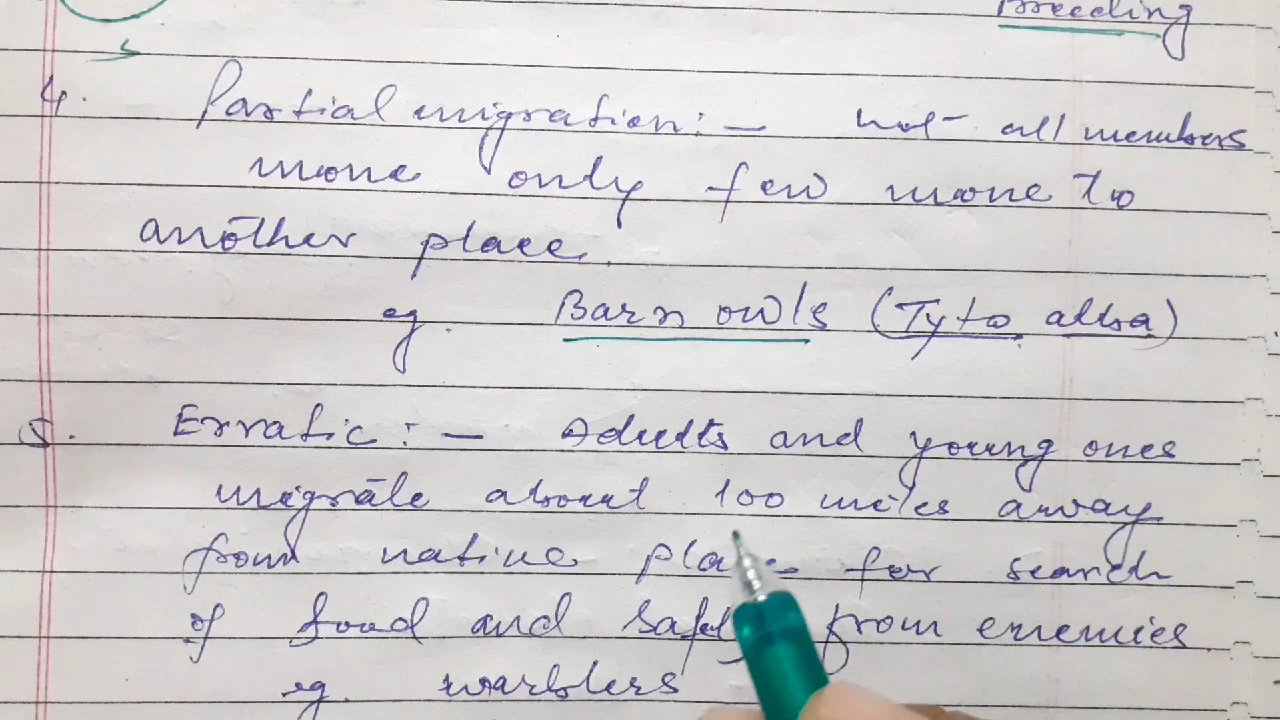 Breeding
4. Partial migration:- not all members
move only few move to
another place.
eg. Barn owls (Tyto alba)
5. Erratic:- Adults and young ones
migrate about 100 miles away
from native place for search
of food and safety from enemies
eg. warblers